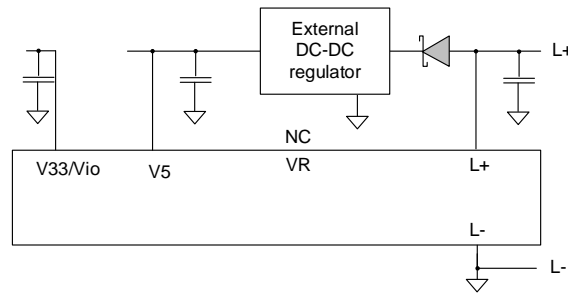 External
DC-DC
regulator
L+
NC
V33/Vio
V5
VR
L+
L-
L-